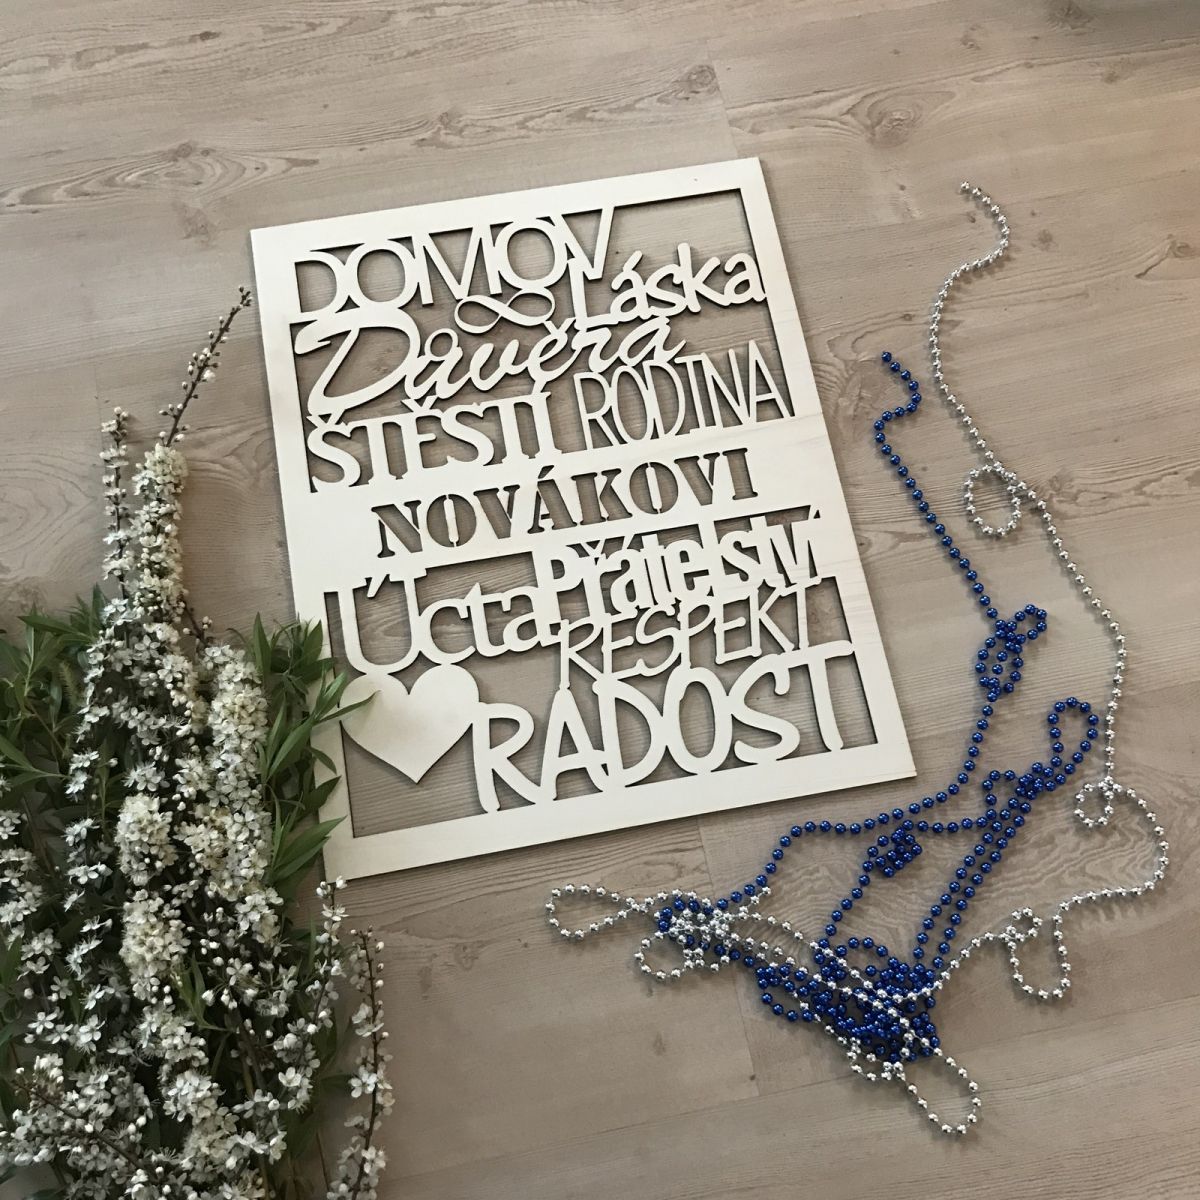 DOMOV
Láska
Důvěra
ŠTĚSTÍ RODINA
NOVÁKOVI
Úcta Přátelství
RESPEKT
RADOST